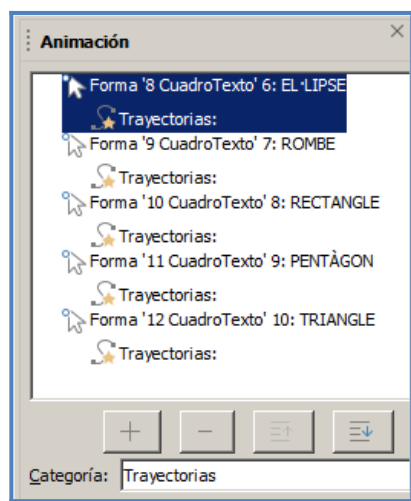 Animación
Forma '8 CuadroTexto' 6: EL·LIPSE
Trayectorias:
Forma '9 CuadroTexto' 7: ROMBE
Trayectorias:
Forma '10 CuadroTexto' 8: RECTANGLE
Trayectorias:
Forma '11 CuadroTexto' 9: PENTÀGON
Trayectorias:
Forma '12 CuadroTexto' 10: TRIANGLE
Trayectorias:
Categoría: Trayectorias